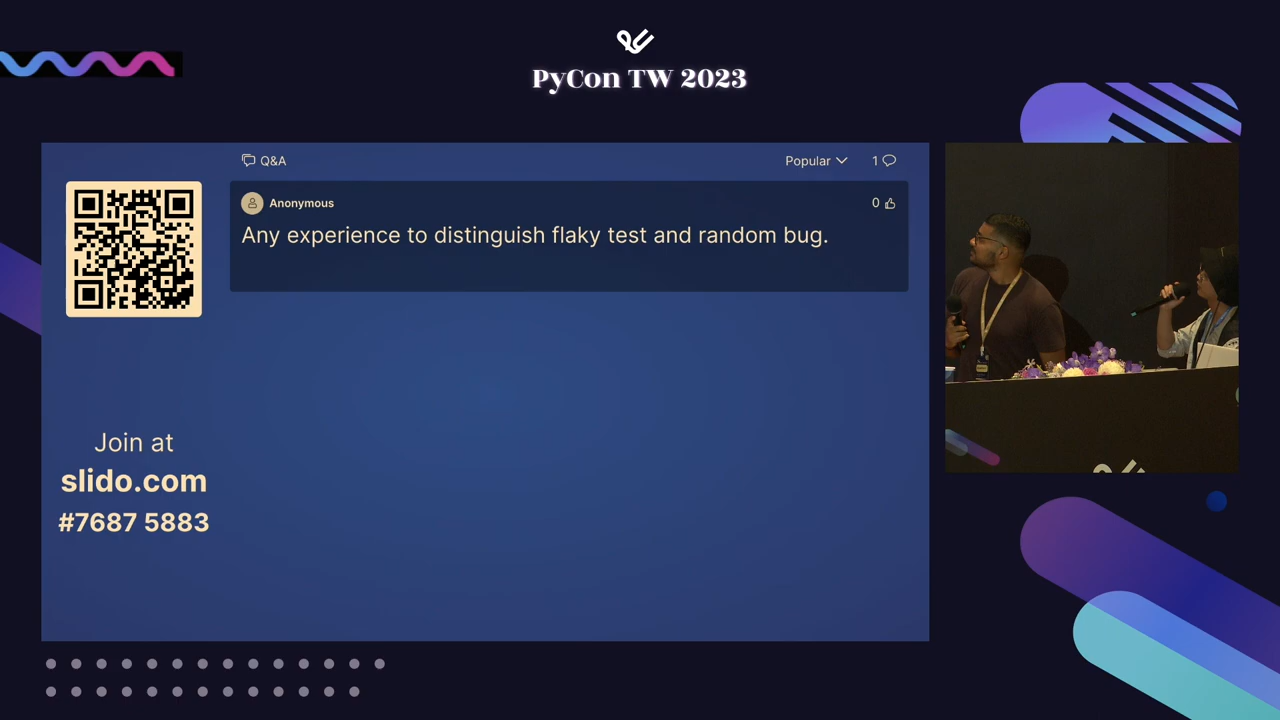 PyCon TW 2023
Q&A
Popular
1
Anonymous
0
Any experience to distinguish flaky test and random bug.
Join at
slido.com
#7687 5883